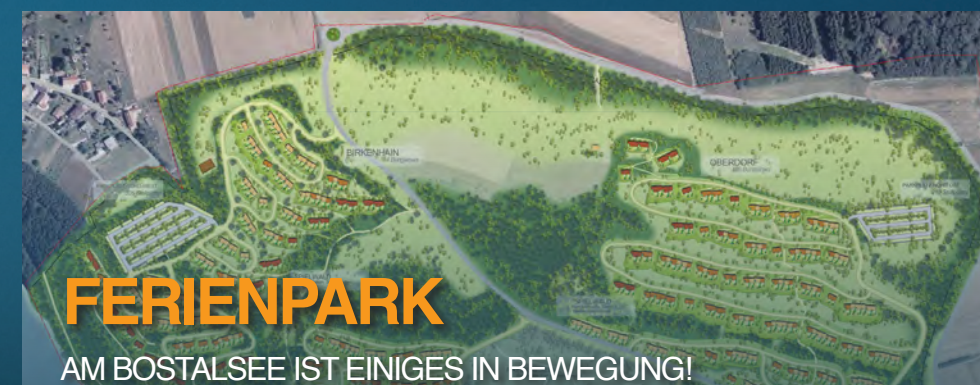 BIRKENHAIN
OBERDORF
FERIENPARK
AM BOSTALSEE IST EINIGES IN BEWEGUNG!